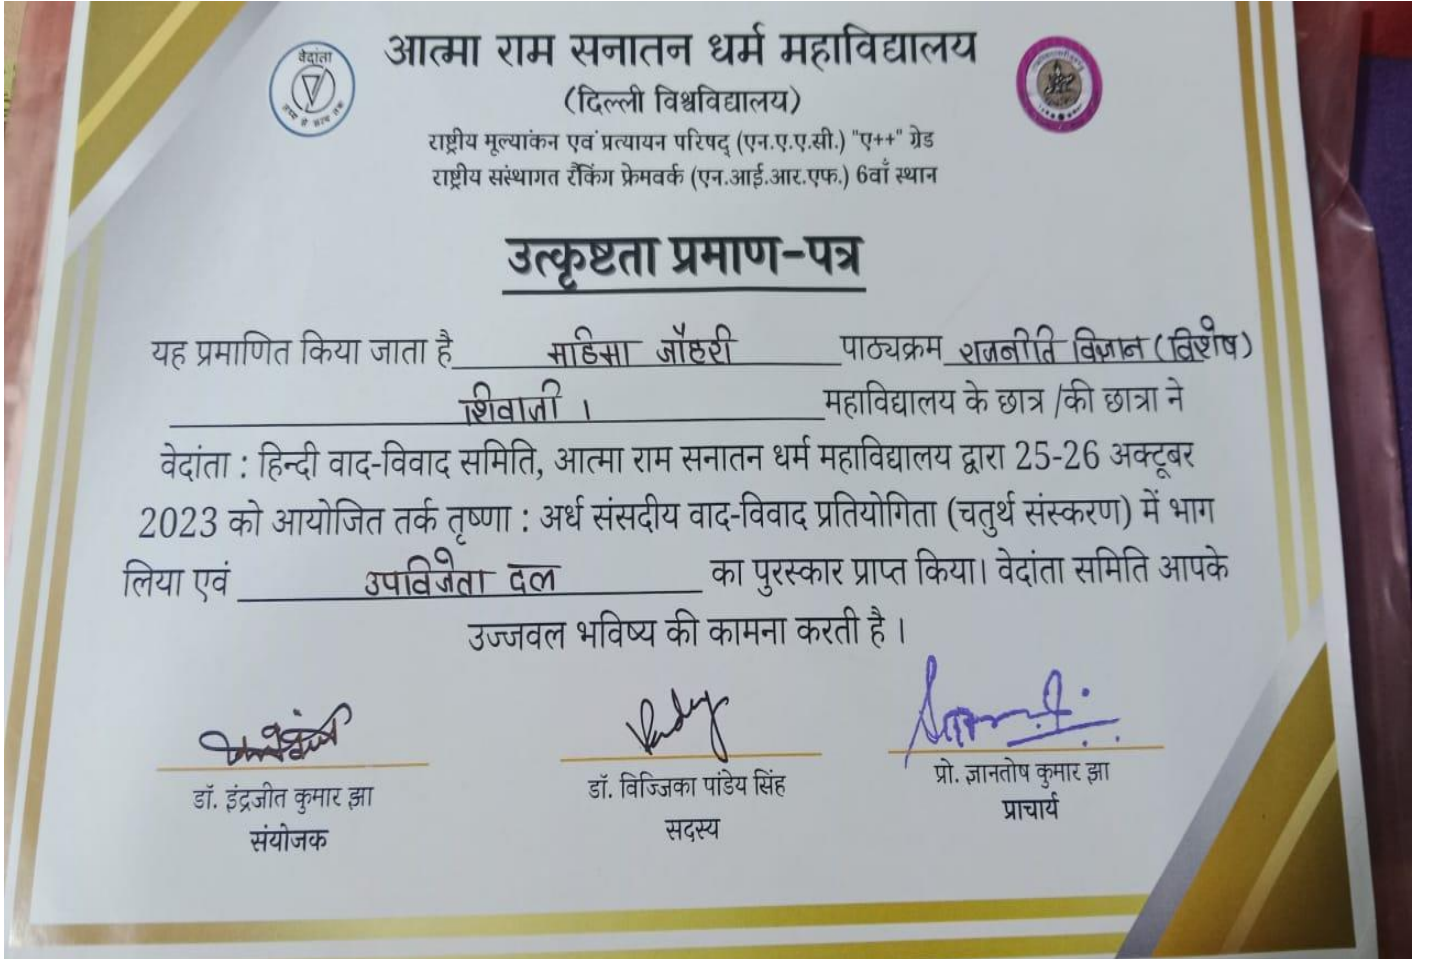 वेदांता
आत्मा राम सनातन धर्म महाविद्यालय
(दिल्ली विश्वविद्यालय)
राष्ट्रीय मूल्यांकन एवं प्रत्यायन परिषद् (एन.ए.ए.सी.) "ए++" ग्रेड
राष्ट्रीय संस्थागत रैंकिंग फ्रेमवर्क (एन.आई.आर.एफ.) 6वाँ स्थान
उत्कृष्टता प्रमाण-पत्र
यह प्रमाणित किया जाता है महिमा जौहरी पाठ्यक्रम राजनीति विज्ञान (विशेष)
शिवाजी । महाविद्यालय के छात्र /की छात्रा ने
वेदांता : हिन्दी वाद-विवाद समिति, आत्मा राम सनातन धर्म महाविद्यालय द्वारा 25-26 अक्टूबर
2023 को आयोजित तर्क तृष्णा : अर्ध संसदीय वाद-विवाद प्रतियोगिता (चतुर्थ संस्करण) में भाग
लिया एवं उपविजेता दल का पुरस्कार प्राप्त किया। वेदांता समिति आपके
उज्जवल भविष्य की कामना करती है ।
डॉ. इंद्रजीत कुमार झा
संयोजक
डॉ. विज्जिका पांडेय सिंह
सदस्य
प्रो. ज्ञानतोष कुमार झा
प्राचार्य